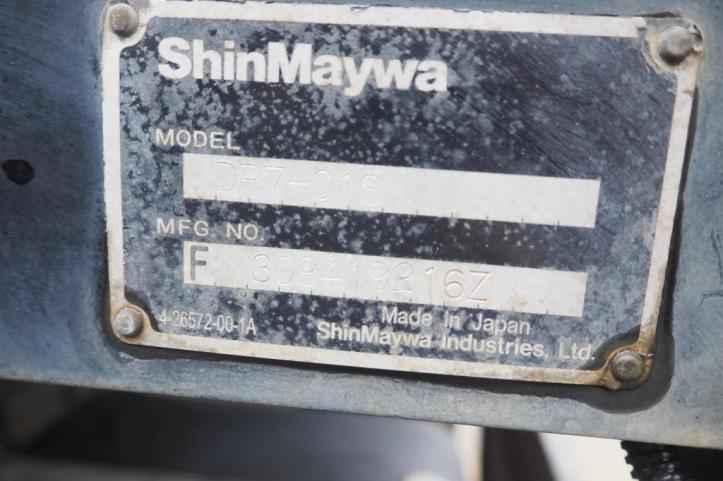 ShinMaywa
MODEL
MFG. NO.
F
4-26572-00-1A
Made in Japan
ShinMaywa Industries, Ltd.